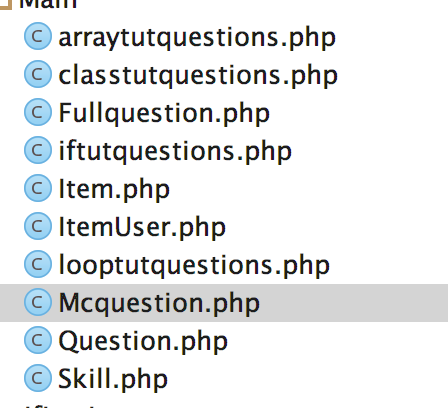 Main
C arraytutquestions.php
C classtutquestions.php
C Fullquestion.php
C iftutquestions.php
C Item.php
C ItemUser.php
C looptutquestions.php
C Mcquestion.php
C Question.php
C Skill.php